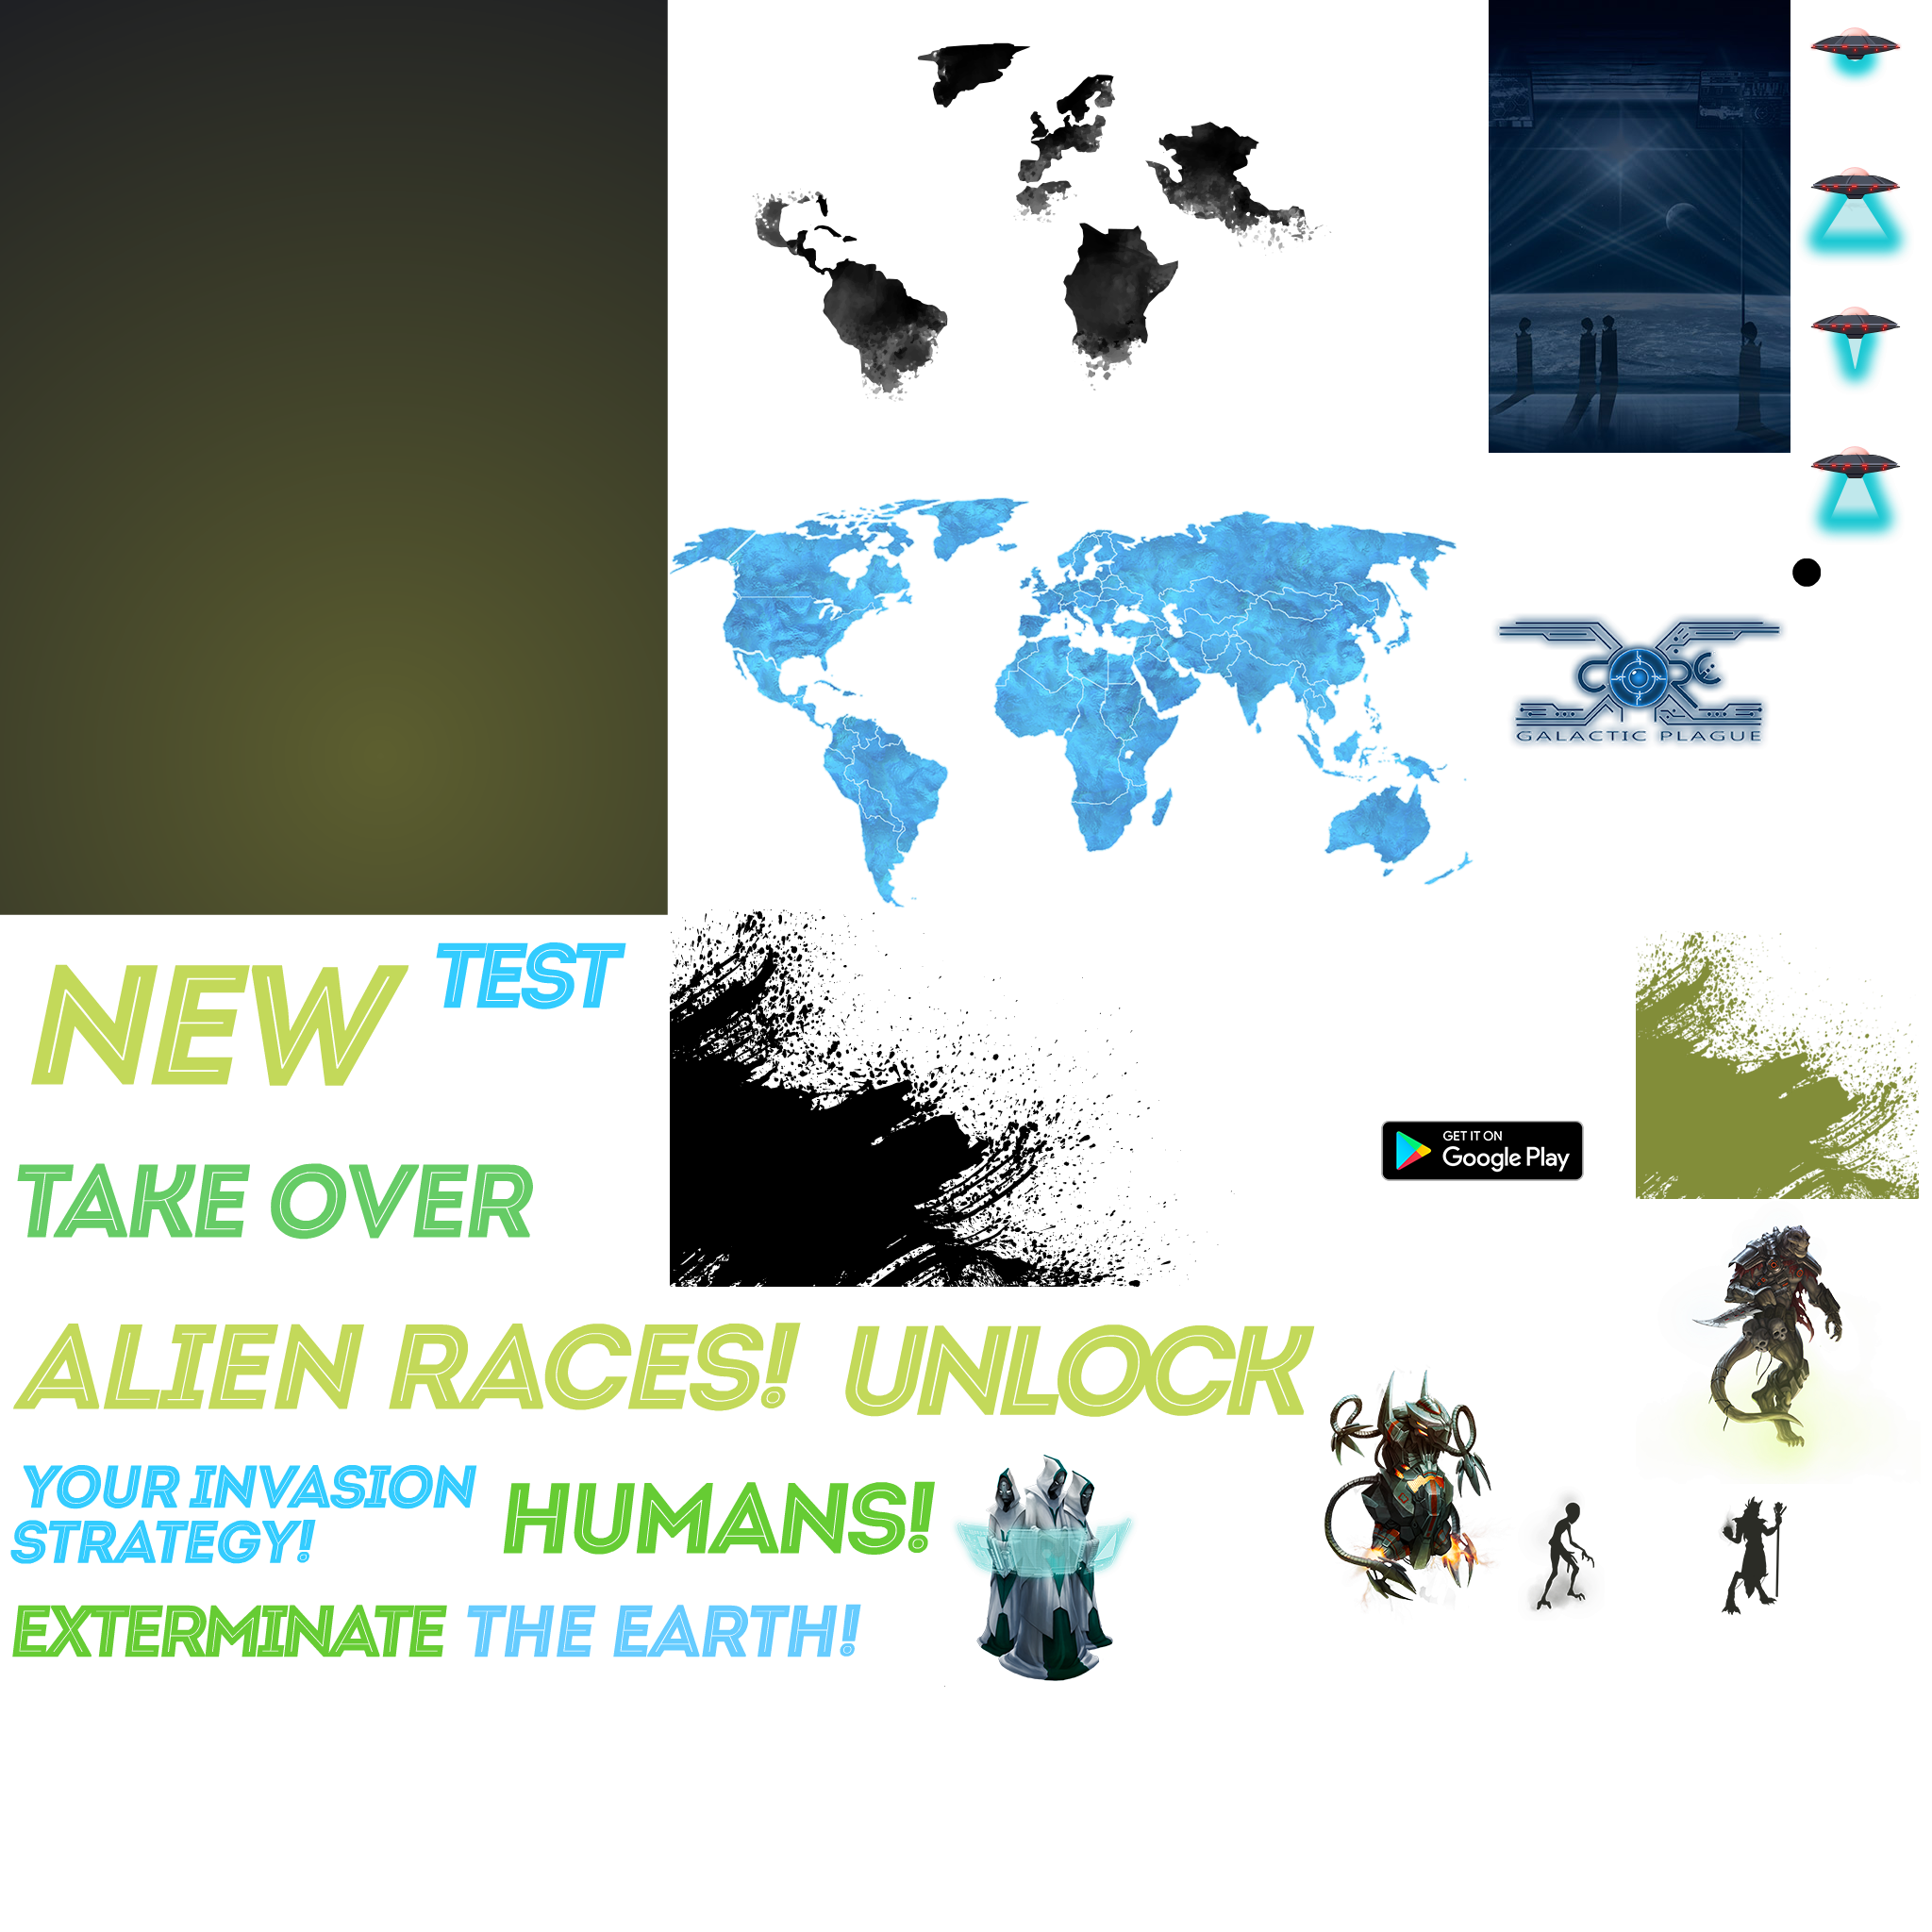 CORE
GALACTIC PLAGUE
NEW
TEST
GET IT ON
Google Play
TAKE OVER
ALIEN RACES!
UNLOCK
YOUR INVASION
STRATEGY!
HUMANS!
EXTERMINATE
THE EARTH!